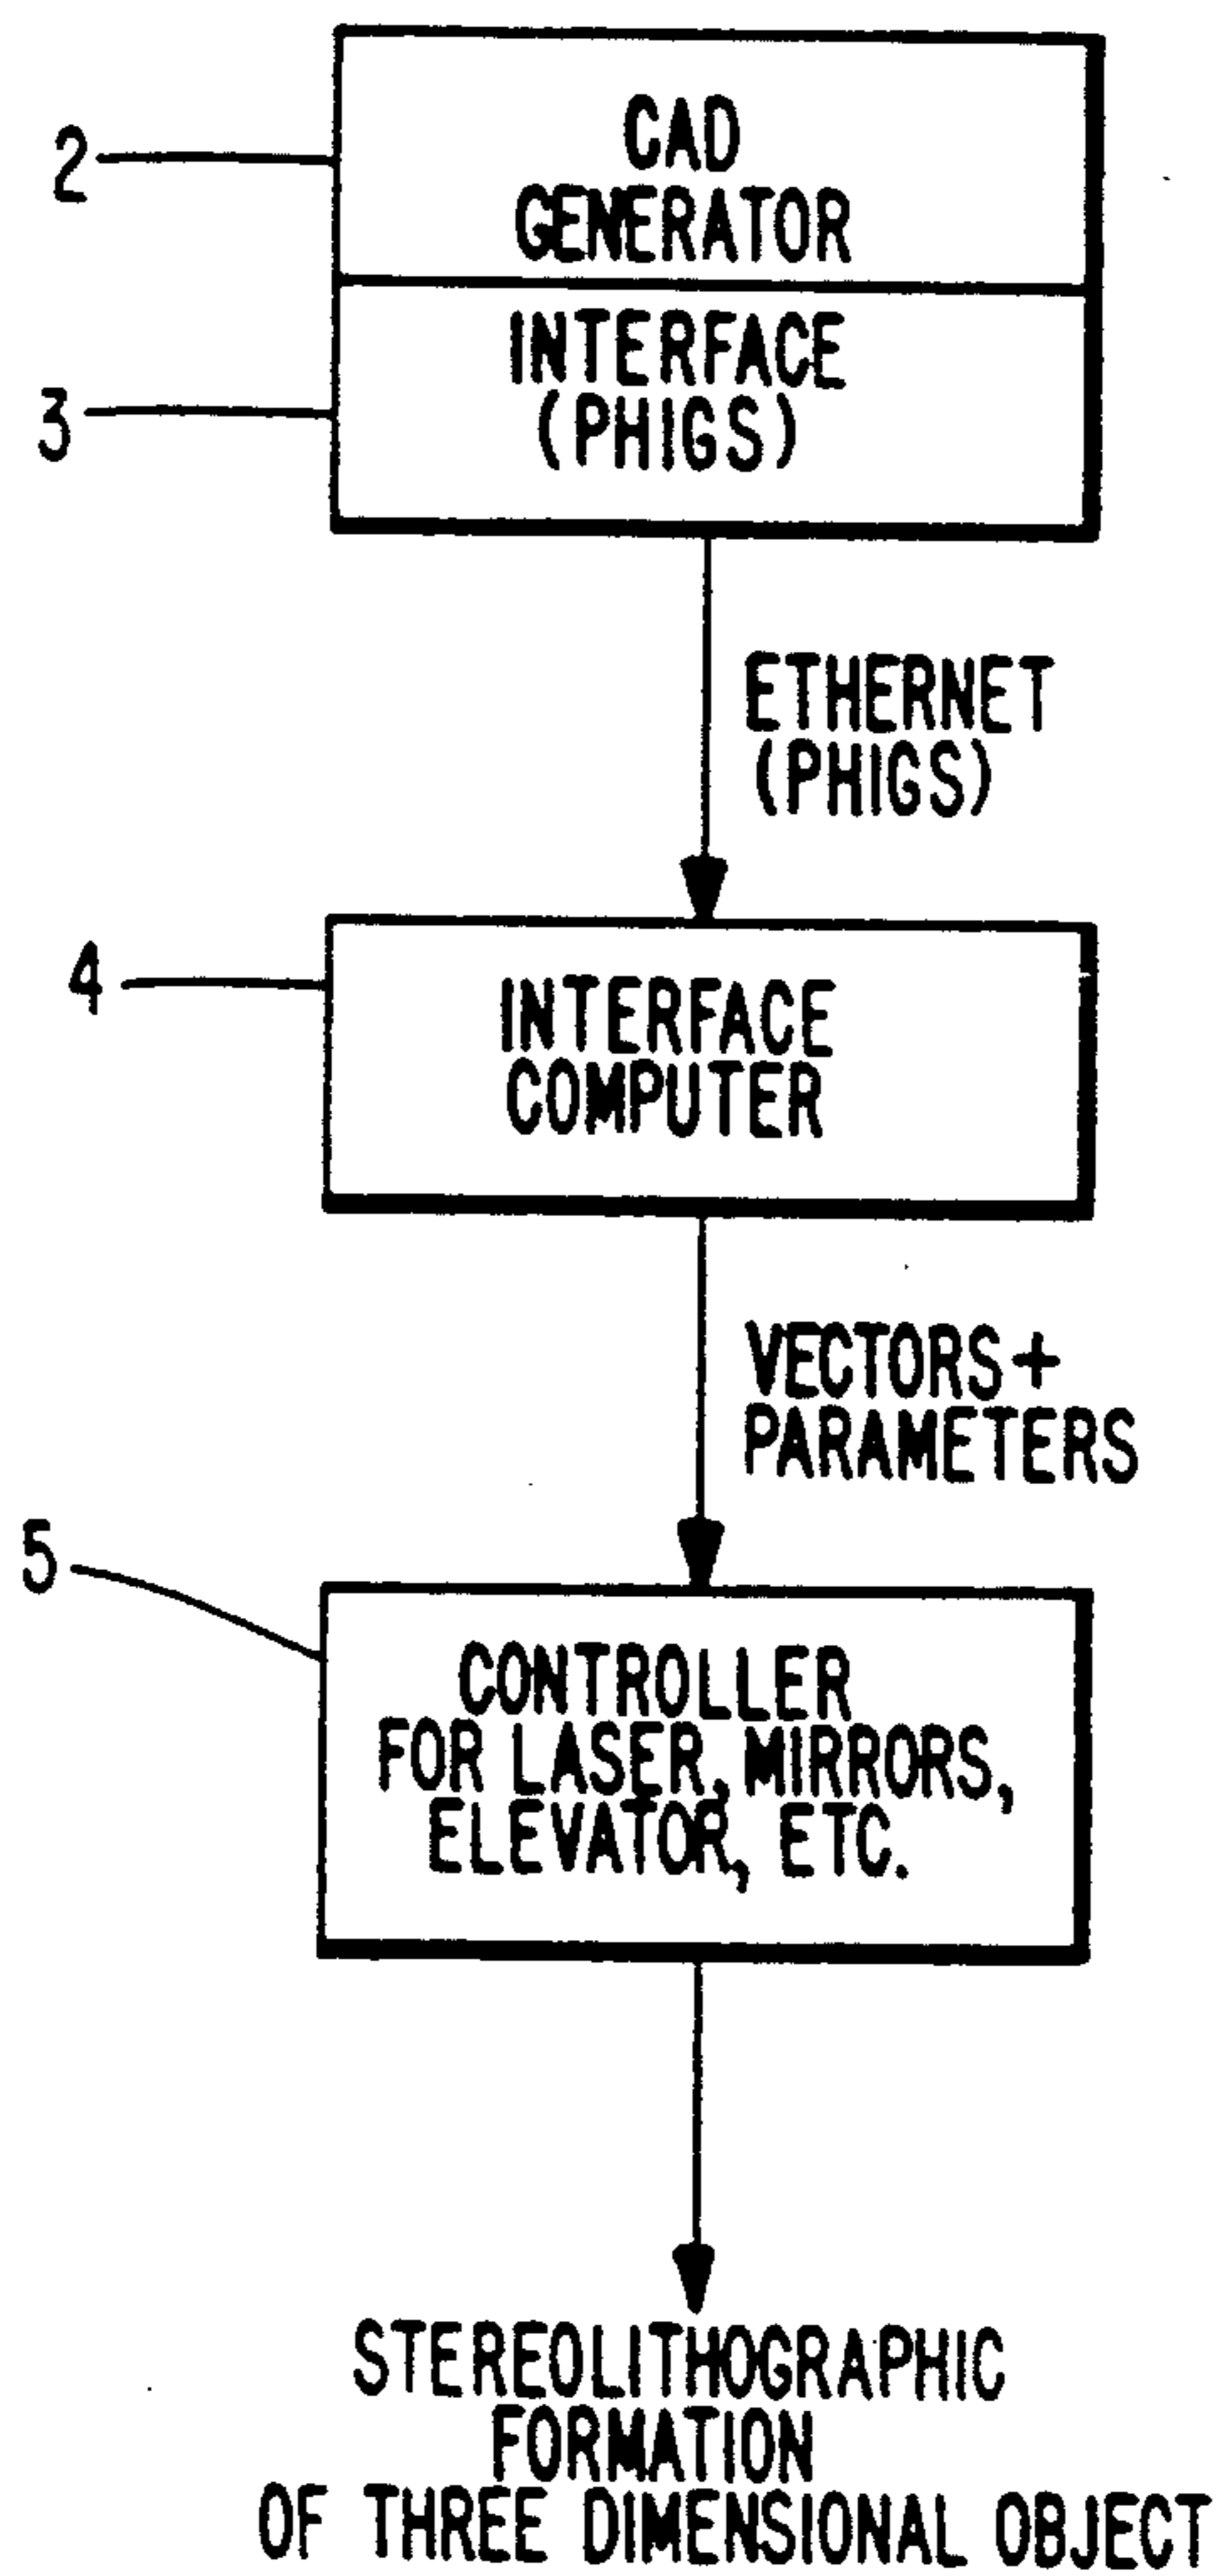 2
CAD
GENERATOR
3
INTERFACE
(PHIGS)
ETHERNET
(PHIGS)
4
INTERFACE
COMPUTER
VECTORS+
PARAMETERS
5
CONTROLLER
FOR LASER, MIRRORS,
ELEVATOR, ETC.
STEREOLITHOGRAPHIC
FORMATION
OF THREE DIMENSIONAL OBJECT